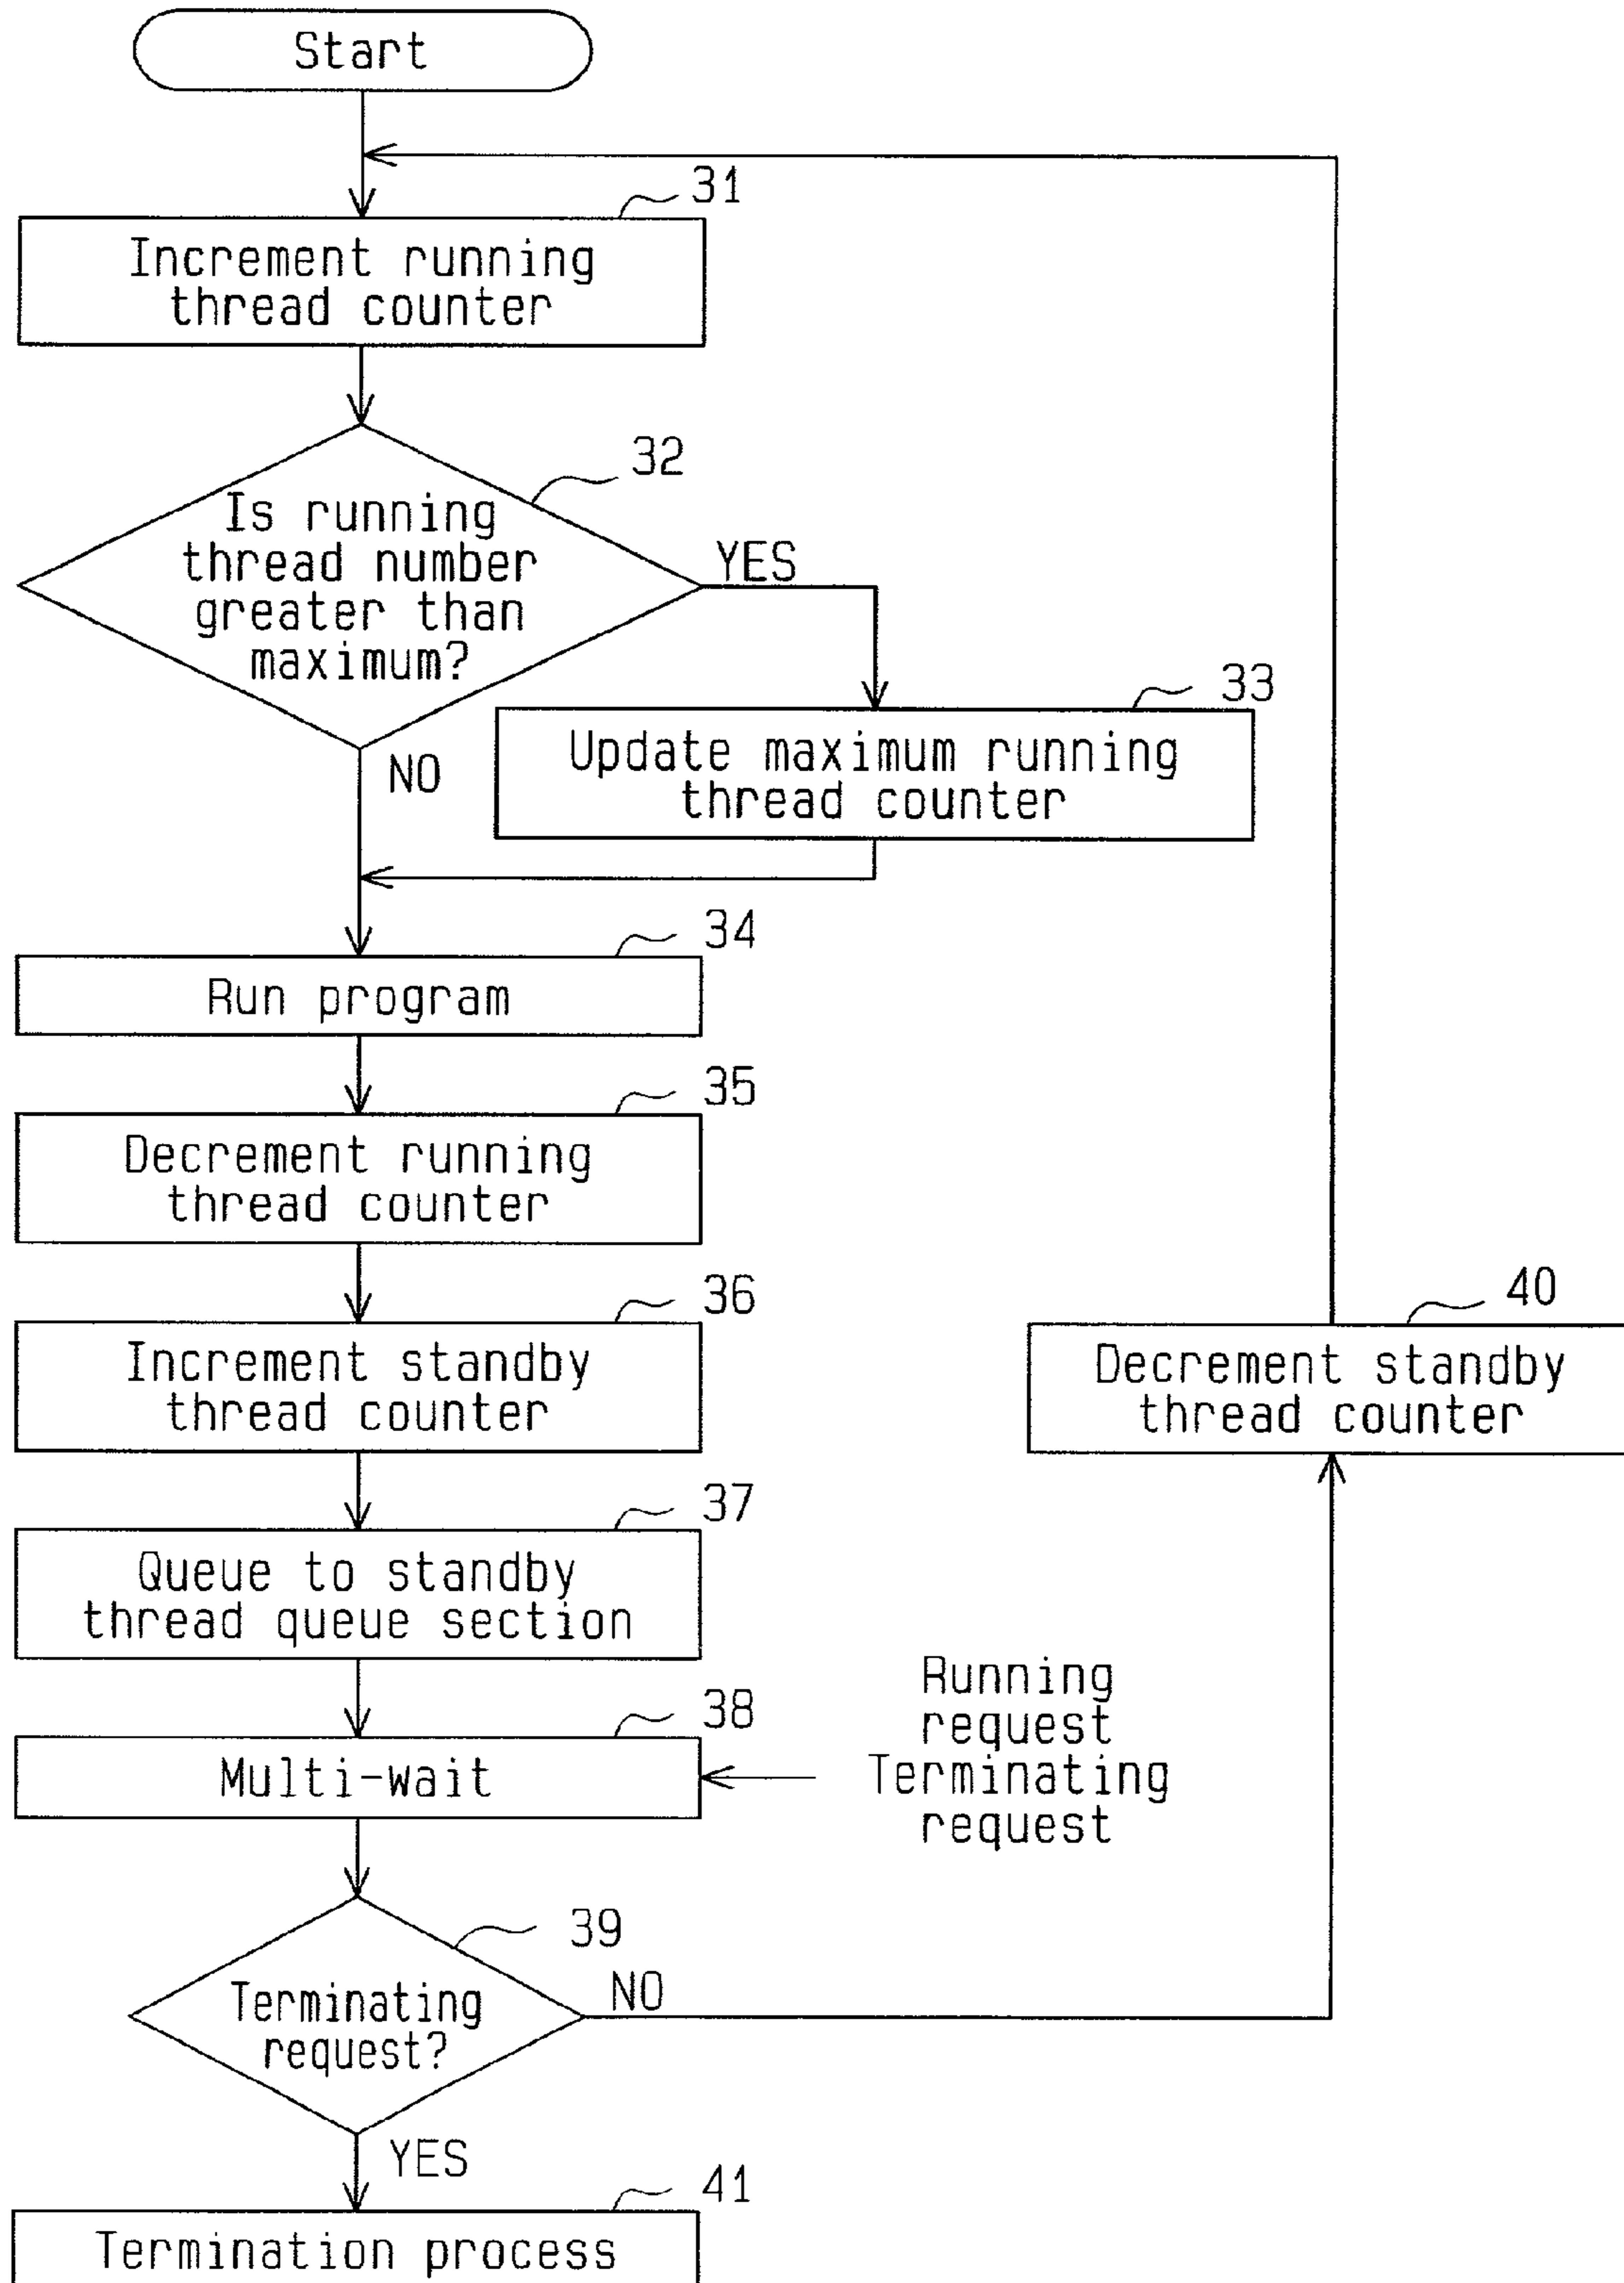 Start
31
Increment running
thread counter
32
Is running
thread number
greater than
maximum?
YES
NO
33
Update maximum running
thread counter
34
Run program
35
Decrement running
thread counter
36
Increment standby
thread counter
40
Decrement standby
thread counter
37
Queue to standby
thread queue section
38
Multi-wait
Running
request
Terminating
request
39
Terminating
request?
NO
YES
41
Termination process